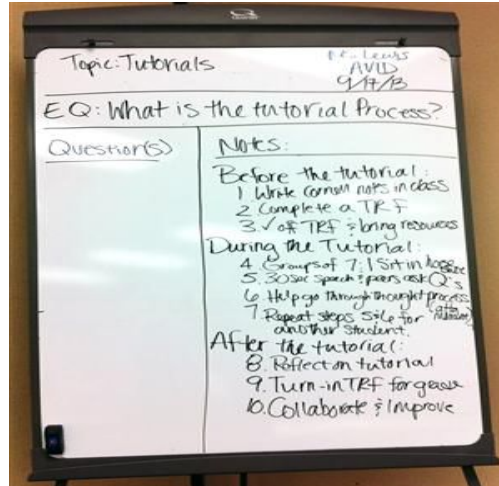 Topic: Tutorials
Lewis
AVID
9/17/13
EQ: What is the tutorial Process?
Question(s)
Notes:
Before the tutorial:
1 Write Cornell notes in class
2 Complete a TRF
3. ✓ of TRF & bring resources
During the Tutorial:
4. Groups of 7:1 Sit in
5. 30 sec speech & peers ask Q's
6. Help go through thought process
7. Repeat steps 5 & 6 for
another student.
After the tutorial:
8. Reflect on tutorial
9. Turn-in TRF for grade
10. Collaborate & Improve